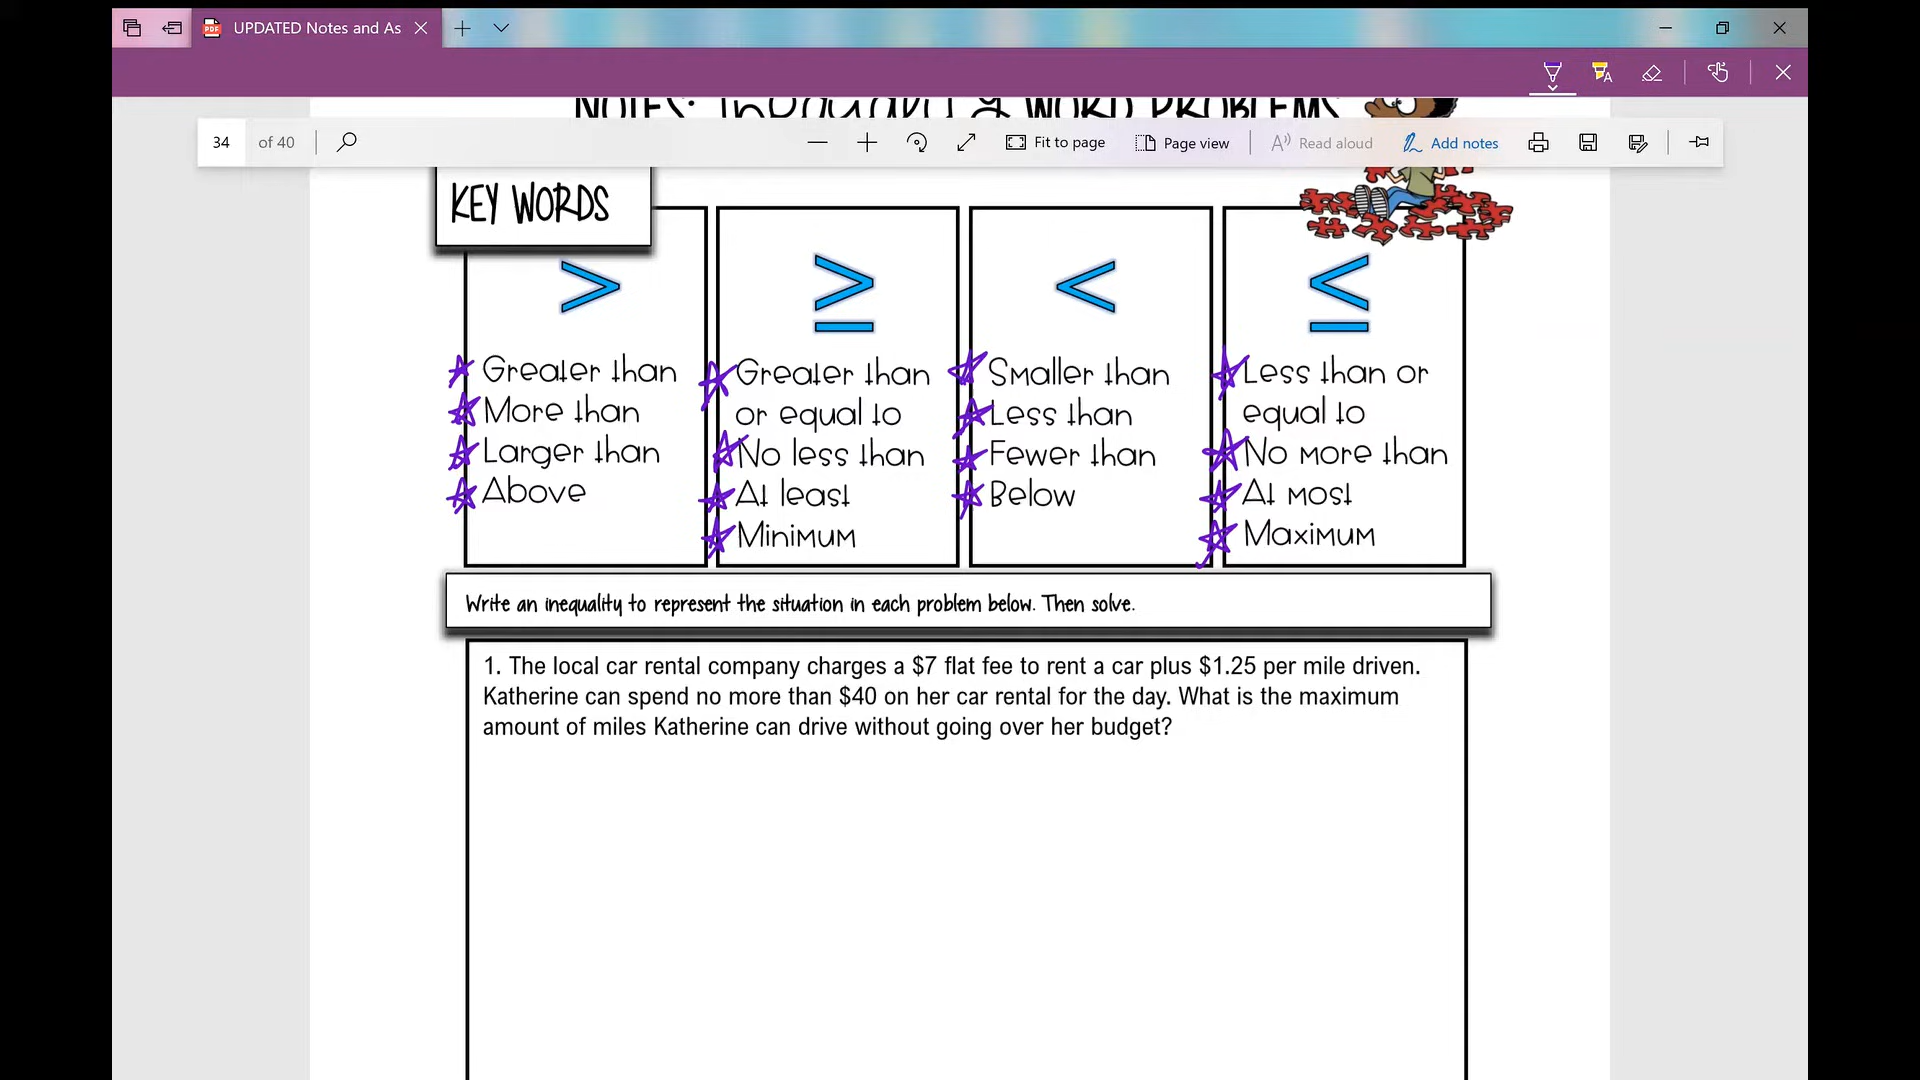 UPDATED Notes and As
34 of 40
Fit to page
Page view
Read aloud
Add notes
NOTES: Inequality WORD PROBLEMS
KEY WORDS
> ≥ < ≤
Greater than
More than
Larger than
Above
Greater than
or equal to
No less than
At least
Minimum
Smaller than
Less than
Fewer than
Below
Less than or
equal to
No more than
At most
Maximum
Write an inequality to represent the situation in each problem below. Then solve.
1. The local car rental company charges a $7 flat fee to rent a car plus $1.25 per mile driven.
Katherine can spend no more than $40 on her car rental for the day. What is the maximum
amount of miles Katherine can drive without going over her budget?